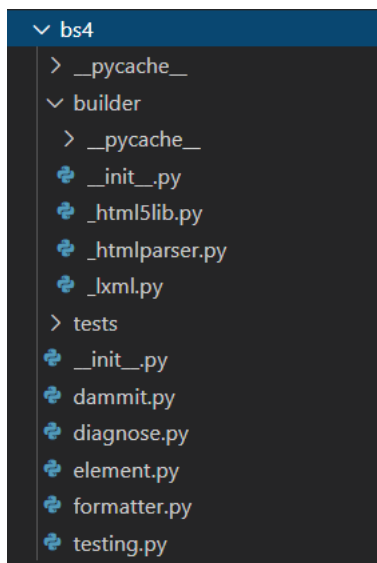 bs4
__pycache__
builder
__pycache__
__init__.py
_html5lib.py
_htmlparser.py
_lxml.py
tests
__init__.py
dammit.py
diagnose.py
element.py
formatter.py
testing.py